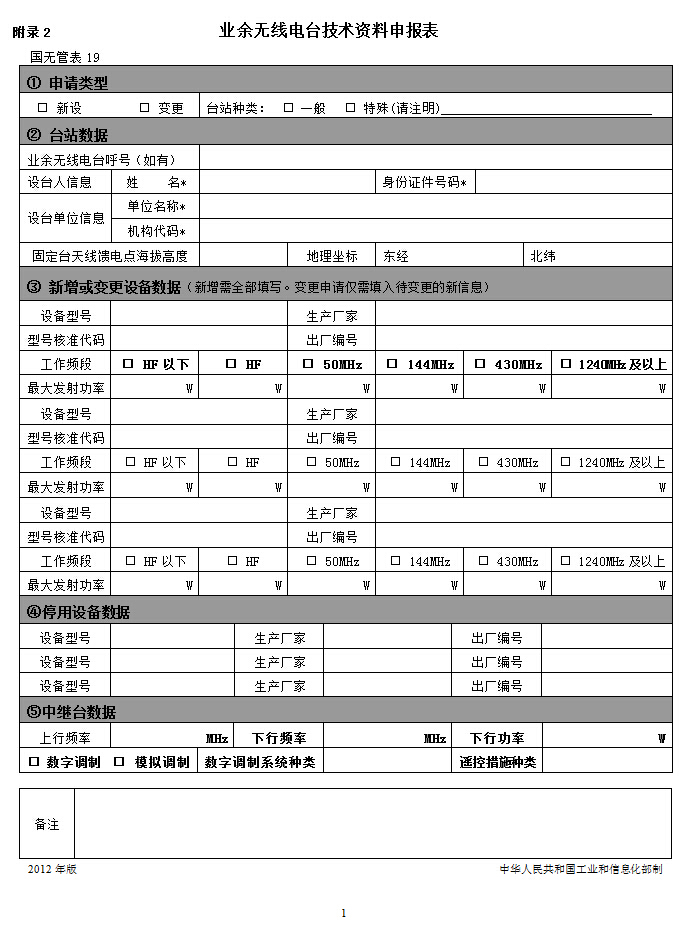 附录 2
业余无线电台技术资料申报表
国无管表 19
① 申请类型
□ 新设 □ 变更 台站种类： □ 一般 □ 特殊(请注明)
② 台站数据
业余无线电台呼号（如有）
设台人信息 姓 名* 身份证件号码*
设台单位信息 单位名称*
机构代码*
固定台天线馈电点海拔高度 地理坐标 东经 北纬
③ 新增或变更设备数据（新增需全部填写。变更申请仅需填入待变更的新信息）
设备型号 生产厂家
型号核准代码 出厂编号
工作频段 □ HF 以下 □ HF □ 50MHz □ 144MHz □ 430MHz □ 1240MHz 及以上
最大发射功率 W W W W W W
设备型号 生产厂家
型号核准代码 出厂编号
工作频段 □ HF 以下 □ HF □ 50MHz □ 144MHz □ 430MHz □ 1240MHz 及以上
最大发射功率 W W W W W W
设备型号 生产厂家
型号核准代码 出厂编号
工作频段 □ HF 以下 □ HF □ 50MHz □ 144MHz □ 430MHz □ 1240MHz 及以上
最大发射功率 W W W W W W
④停用设备数据
设备型号 生产厂家 出厂编号
设备型号 生产厂家 出厂编号
设备型号 生产厂家 出厂编号
⑤中继台数据
上行频率 MHz 下行频率 MHz 下行功率 W
□ 数字调制 □ 模拟调制 数字调制系统种类 遥控措施种类
备注
2012 年版 中华人民共和国工业和信息化部制
1